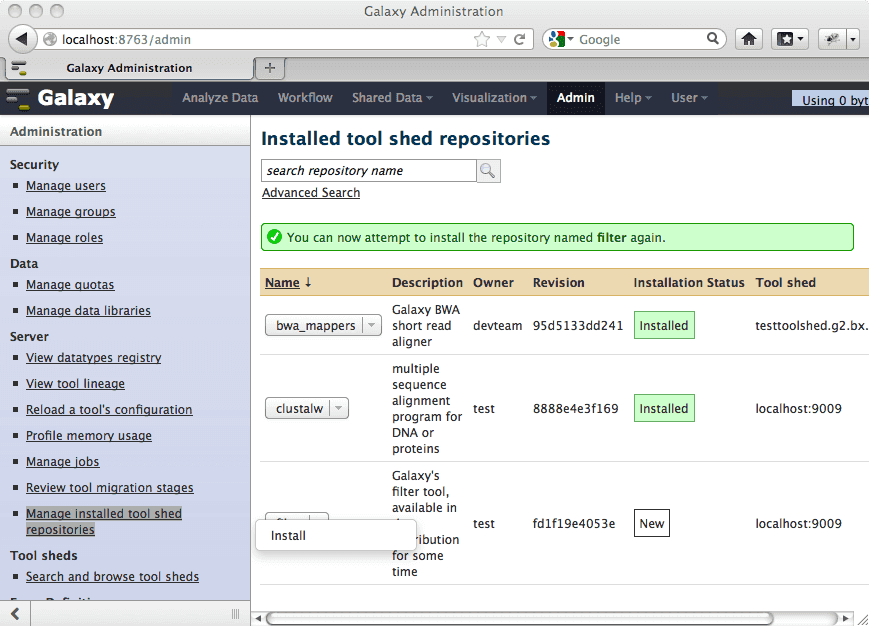 Galaxy Administration
localhost:8763/admin
Google
Galaxy Administration
Galaxy
Analyze Data
Workflow
Shared Data
Visualization
Admin
Help
User
Using 0 byt
Administration
Security
Manage users
Manage groups
Manage roles
Data
Manage quotas
Manage data libraries
Server
View datatypes registry
View tool lineage
Reload a tool's configuration
Profile memory usage
Manage jobs
Review tool migration stages
Manage installed tool shed
repositories
Tool sheds
Search and browse tool sheds
Installed tool shed repositories
search repository name
Advanced Search
You can now attempt to install the repository named filter again.
Name ↓ Description Owner Revision Installation Status Tool shed
bwa_mappers
Galaxy BWA
short read
aligner
devteam
95d5133dd241
Installed
testtoolshed.g2.bx.
clustalw
multiple
sequence
alignment
program for
DNA or
proteins
test
8888e4e3f169
Installed
localhost:9009
Install
Galaxy's
filter tool,
available in
ribution
for some
time
test
fd1f19e4053e
New
localhost:9009